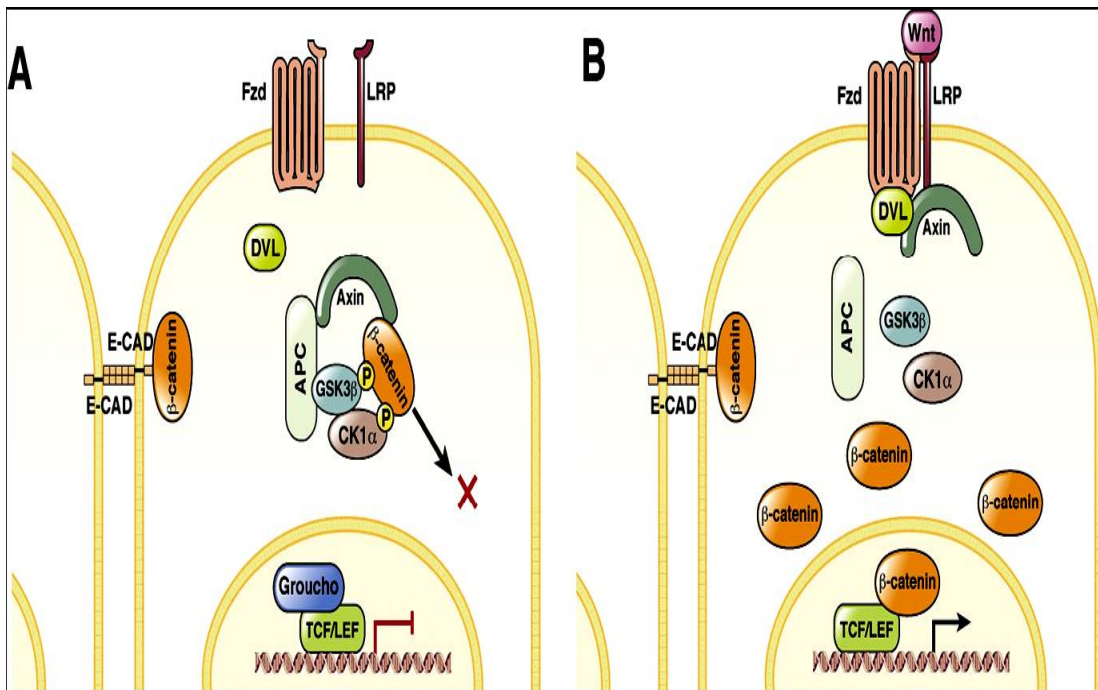 A
Fzd
LRP
DVL
Axin
APC
β-catenin
GSK3β
P
P
CK1α
E-CAD
β-catenin
E-CAD
Groucho
TCF/LEF
B
Wnt
Fzd
LRP
DVL
Axin
APC
GSK3β
CK1α
E-CAD
β-catenin
E-CAD
β-catenin
β-catenin
β-catenin
β-catenin
TCF/LEF